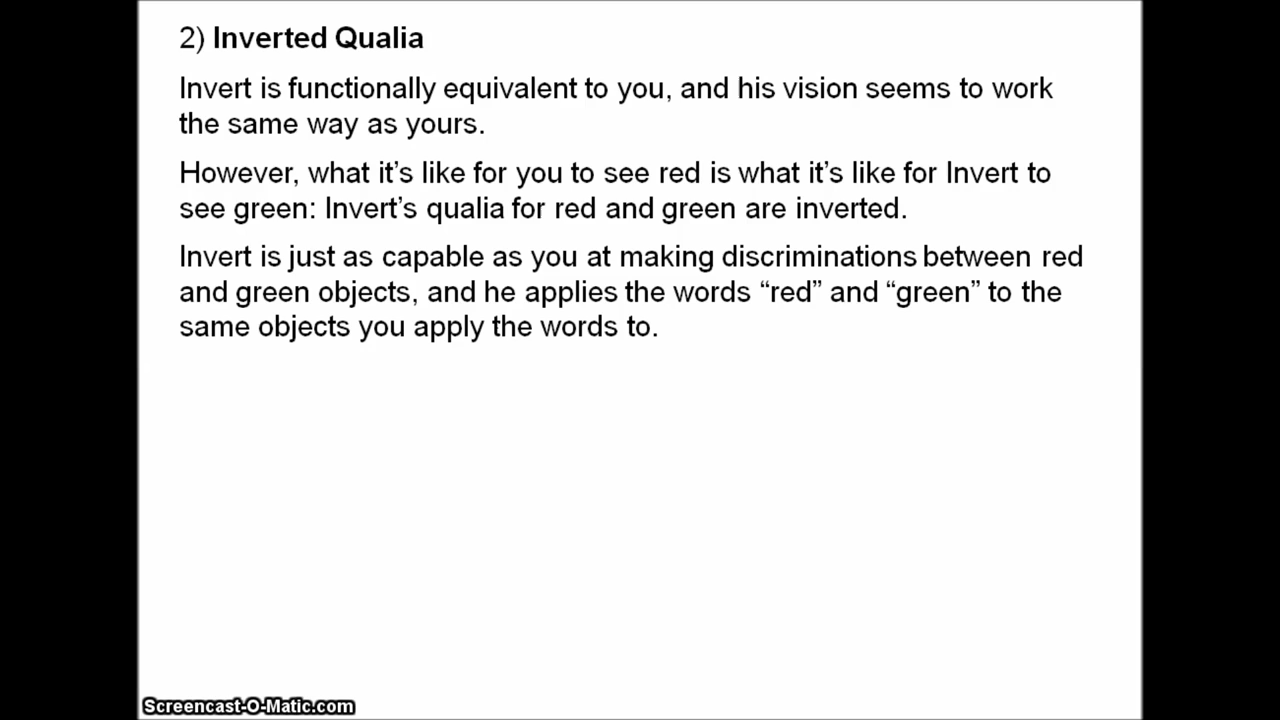 2) Inverted Qualia
Invert is functionally equivalent to you, and his vision seems to work
the same way as yours.
However, what it’s like for you to see red is what it’s like for Invert to
see green: Invert’s qualia for red and green are inverted.
Invert is just as capable as you at making discriminations between red
and green objects, and he applies the words “red” and “green” to the
same objects you apply the words to.
Screencast-O-Matic.com